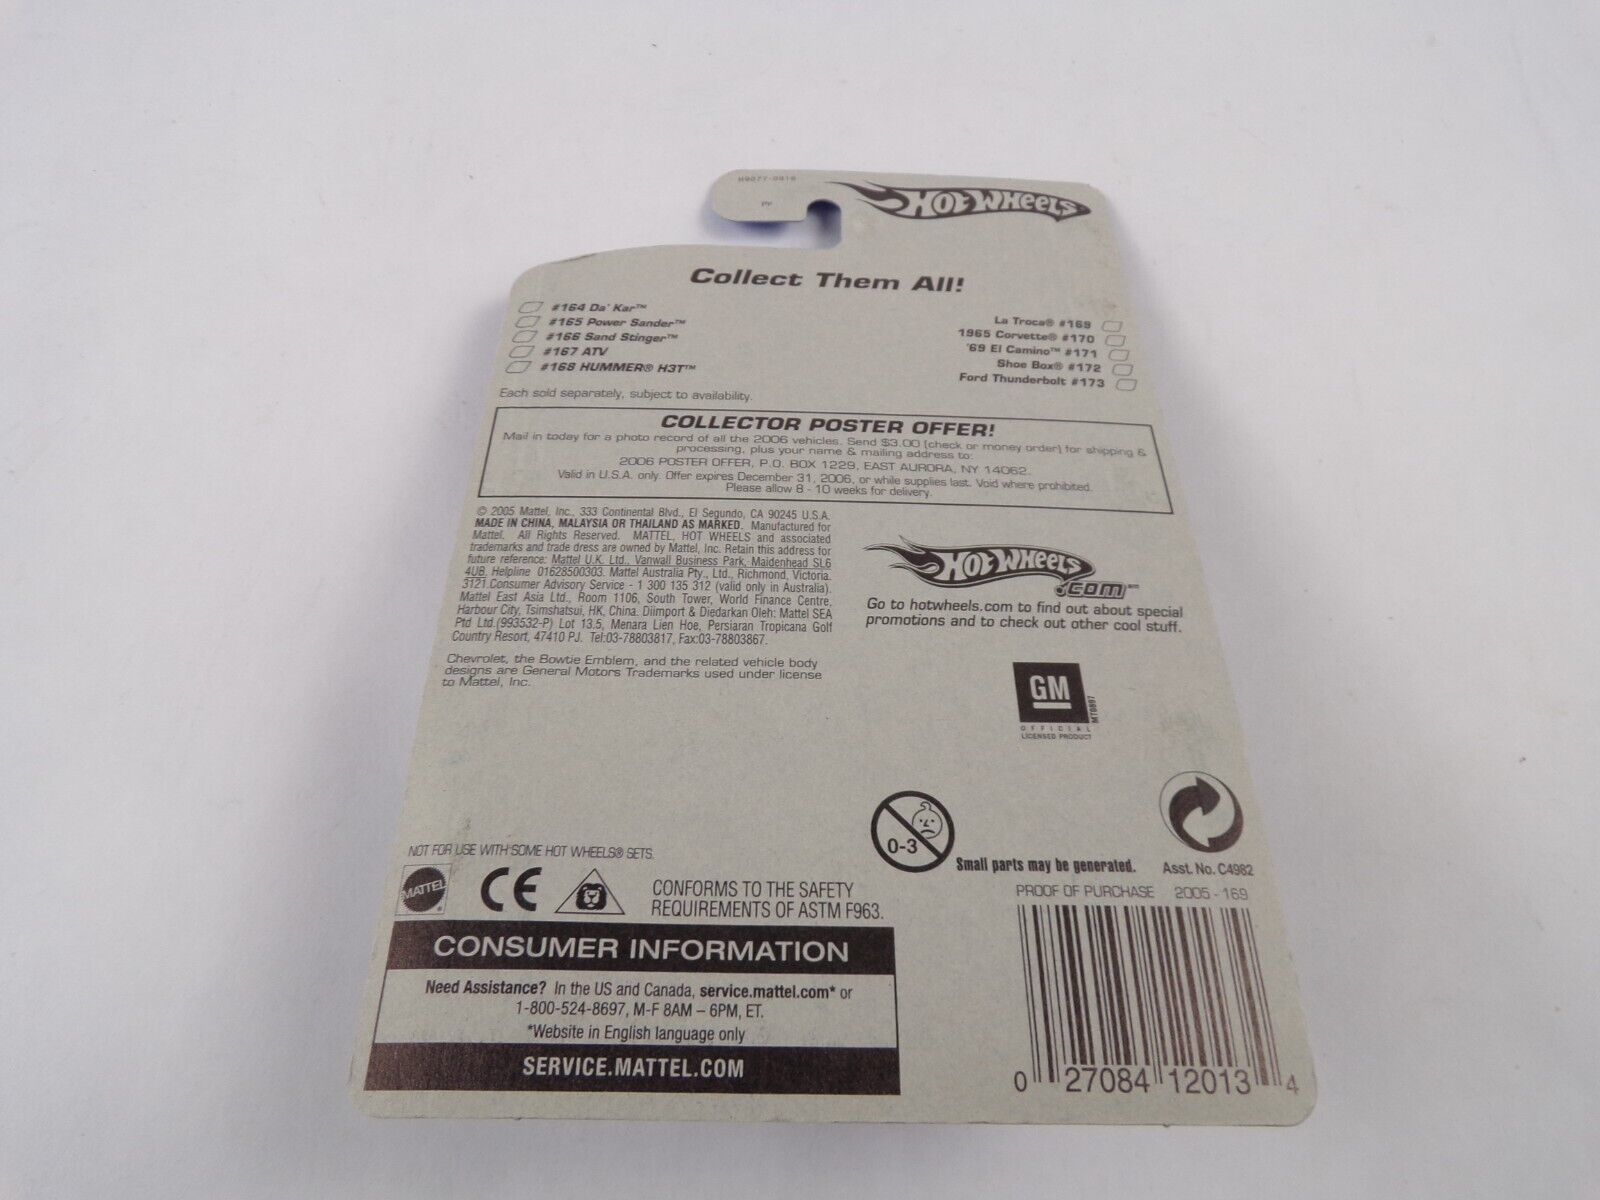 PP
HOT WHEELS
Collect Them All!
#164 Da' Kar™
#165 Power Sander™
#166 Sand Stinger™
#167 ATV
#168 HUMMER® H3T™
La Troca® #169
1965 Corvette® #170
'69 El Camino™ #171
Shoe Box® #172
Ford Thunderbolt #173
Each sold separately, subject to availability.
COLLECTOR POSTER OFFER!
Mail in today for a photo record of all the 2006 vehicles. Send $3.00 (check or money order) for shipping &
processing, plus your name & mailing address to:
2006 POSTER OFFER, P.O. BOX 1229, EAST AURORA, NY 14052.
Valid in U.S.A. only. Offer expires December 31, 2006, or while supplies last. Void where prohibited.
Please allow 8 - 10 weeks for delivery.
© 2005 Mattel, Inc., 333 Continental Blvd., El Segundo, CA 90245 U.S.A.
MADE IN CHINA, MALAYSIA OR THAILAND AS MARKED. Manufactured for
Mattel. All Rights Reserved. MATTEL, HOT WHEELS and associated
trademarks and trade dress are owned by Mattel, Inc. Retain this address for
future reference: Mattel U.K. Ltd., Vanwall Business Park, Maidenhead SL6
4UB. Helpline 01628500303. Mattel Australia Pty., Ltd., Richmond, Victoria.
3121.Consumer Advisory Service - 1 300 135 312 (valid only in Australia).
Mattel East Asia Ltd., Room 1106, South Tower, World Finance Centre,
Harbour City, Tsimshatsui, HK, China. Diimport & Diedarkan Oleh: Mattel SEA
Ptd Ltd.(993532-P) Lot 13.5, Menara Lien Hoe, Persiaran Tropicana Golf
Country Resort, 47410 PJ. Tel:03-78803817, Fax:03-78803867.
Chevrolet, the Bowtie Emblem, and the related vehicle body
designs are General Motors Trademarks used under license
to Mattel, Inc.
HOT WHEELS
.com™
Go to hotwheels.com to find out about special
promotions and to check out other cool stuff.
GM
MT0897
OFFICIAL
LICENSED PRODUCT
0-3
Small parts may be generated.
Asst. No. C4982
NOT FOR USE WITH SOME HOT WHEELS® SETS.
MATTEL®
CE
CONFORMS TO THE SAFETY
REQUIREMENTS OF ASTM F963.
CONSUMER INFORMATION
Need Assistance? In the US and Canada, service.mattel.com* or
1-800-524-8697, M-F 8AM – 6PM, ET.
*Website in English language only
SERVICE.MATTEL.COM
PROOF OF PURCHASE 2005 - 169
0 27084 12013 4